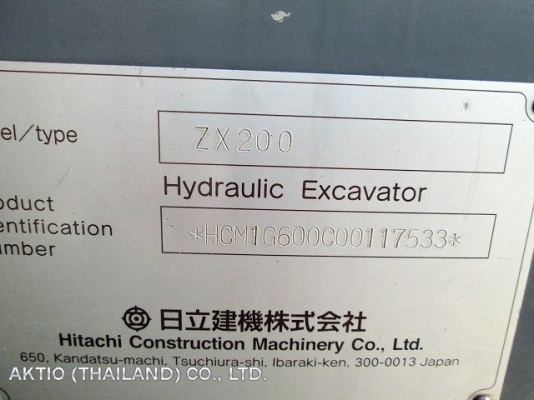 el/type
ZX200
Hydraulic Excavator
oduct
entification
umber
*HCM1G600C00117533*
日立建機株式会社
Hitachi Construction Machinery Co., Ltd.
650, Kandatsu-machi, Tsuchiura-shi, Ibaraki-ken, 300-0013 Japan
AKTIO (THAILAND) CO., LTD.